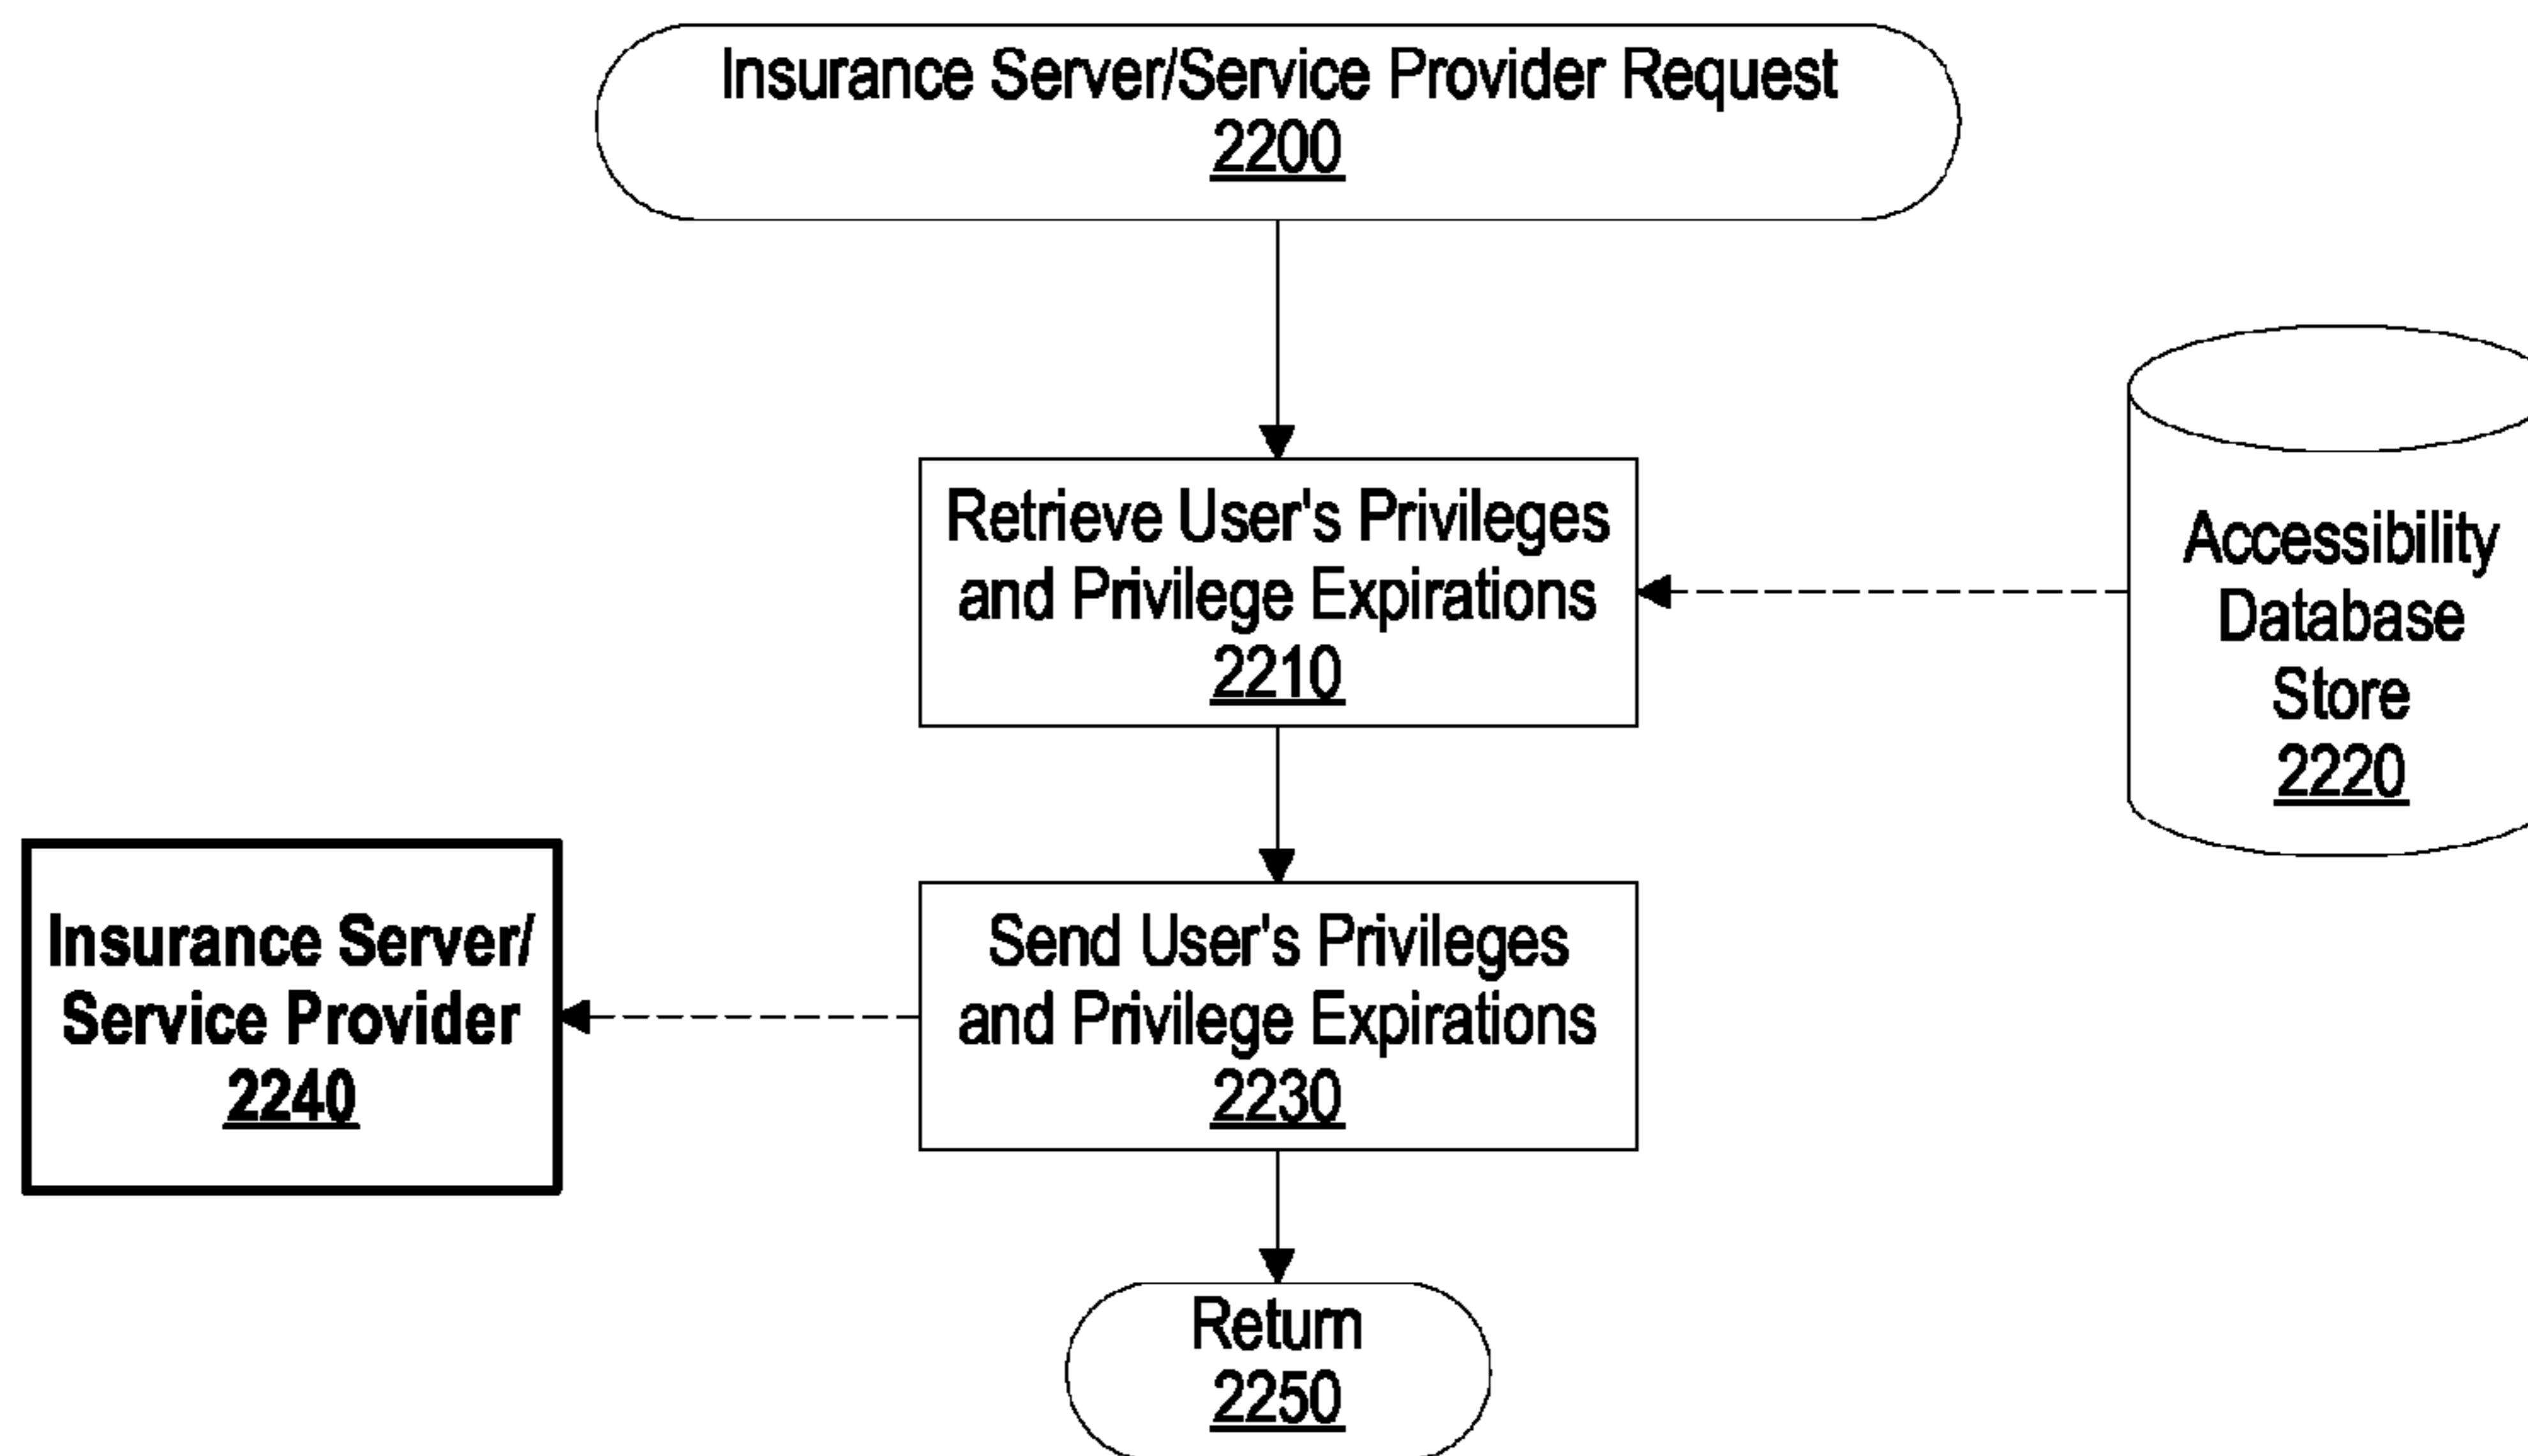 Insurance Server/Service Provider Request
2200
Retrieve User's Privileges
and Privilege Expirations
2210
Accessibility
Database
Store
2220
Send User's Privileges
and Privilege Expirations
2230
Insurance Server/
Service Provider
2240
Return
2250